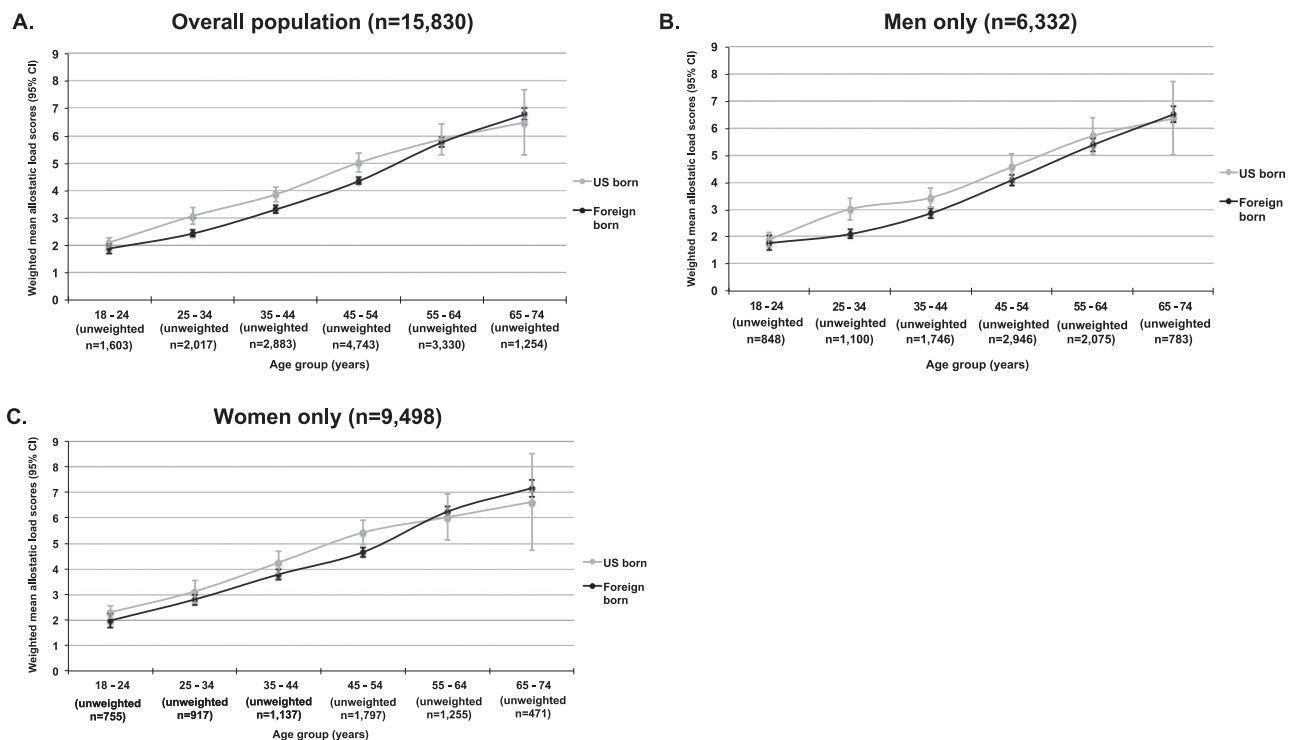 A.
Overall population (n=15,830)
Weighted mean allostatic load scores (95% CI)
9
8
7
6
5
4
3
2
1
0
18 - 24 25 - 34 35 - 44 45 - 54 55 - 64 65 - 74
(unweighted (unweighted (unweighted (unweighted (unweighted (unweighted
n=1,603) n=2,017) n=2,883) n=4,743) n=3,330) n=1,254)
Age group (years)
US born
Foreign
born
B.
Men only (n=6,332)
Weighted mean allostatic load scores (95% CI)
9
8
7
6
5
4
3
2
1
0
18 - 24 25 - 34 35 - 44 45 - 54 55 - 64 65 - 74
(unweighted (unweighted (unweighted (unweighted (unweighted (unweighted
n=848) n=1,100) n=1,746) n=2,946) n=2,075) n=783)
Age group (years)
US born
Foreign
born
C.
Women only (n=9,498)
Weighted mean allostatic load scores (95% CI)
9
8
7
6
5
4
3
2
1
0
18 - 24 25 - 34 35 - 44 45 - 54 55 - 64 65 - 74
(unweighted (unweighted (unweighted (unweighted (unweighted (unweighted
n=755) n=917) n=1,137) n=1,797) n=1,255) n=471)
Age group (years)
US born
Foreign
born